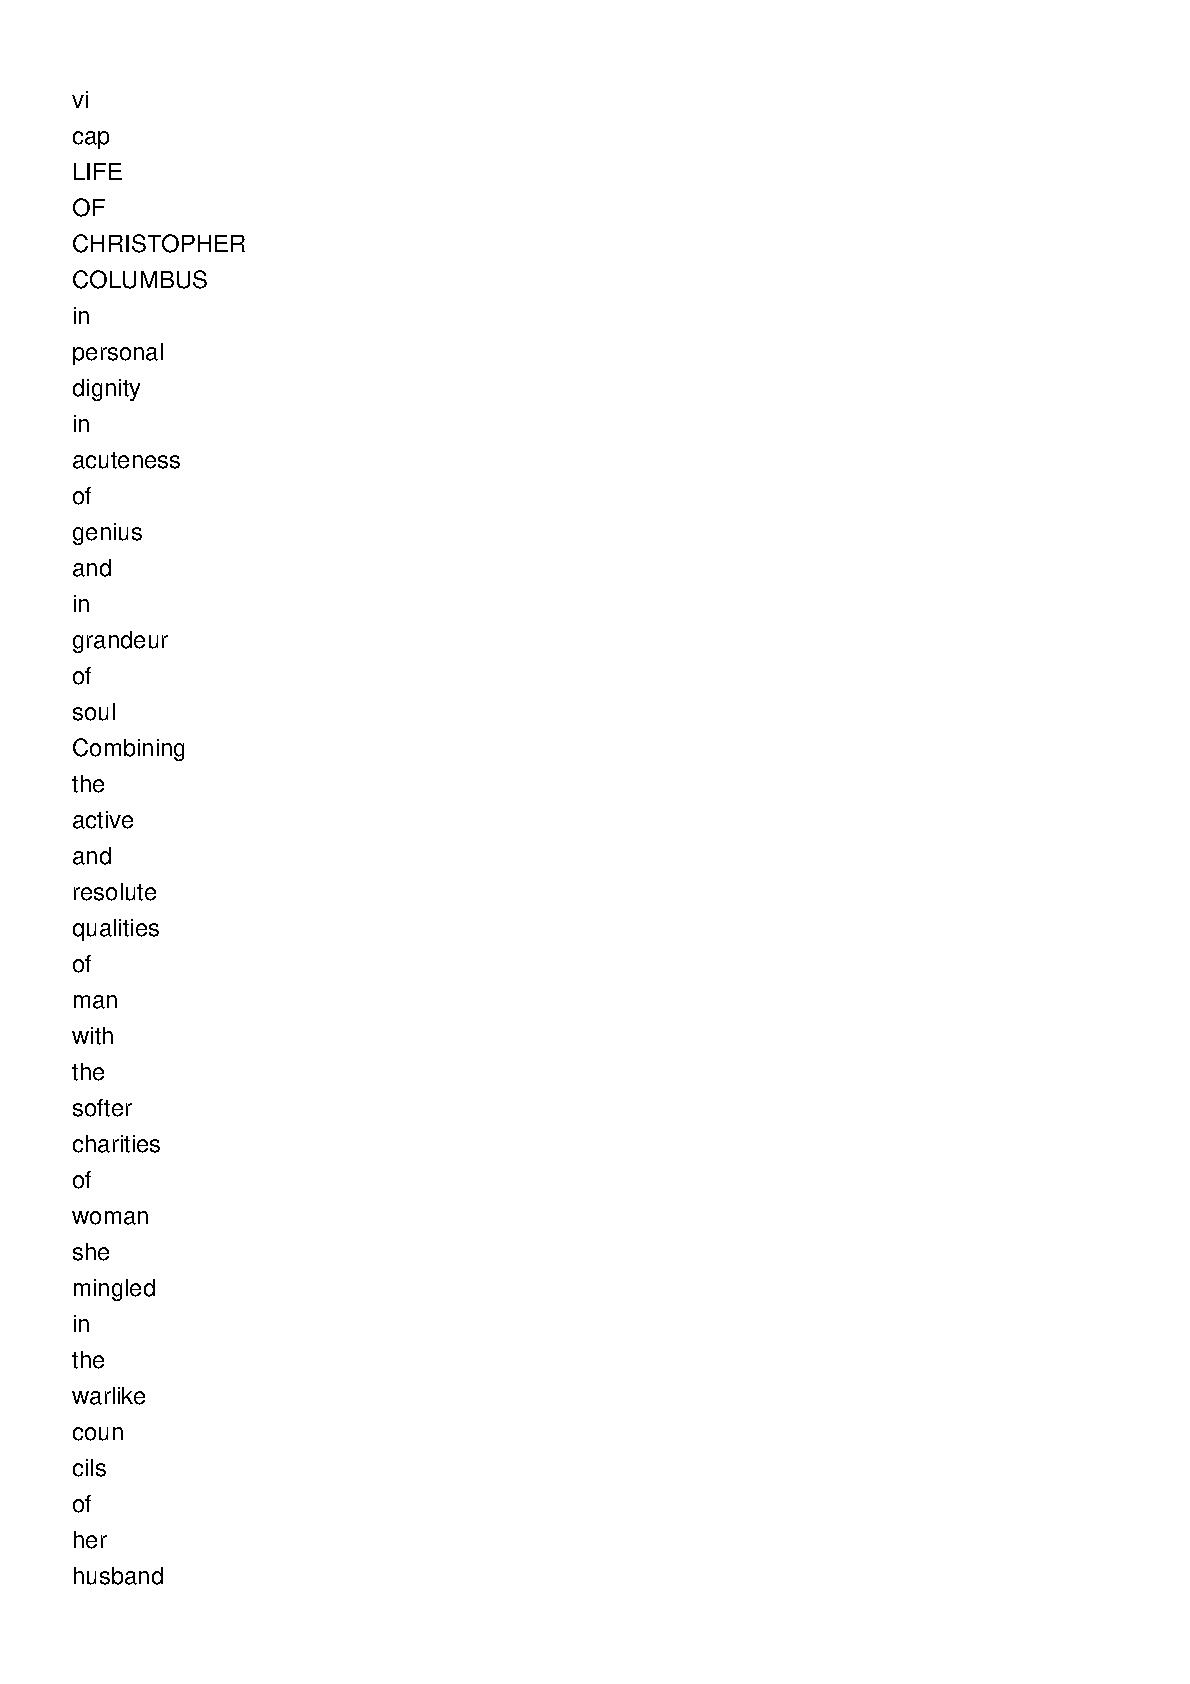 vi
cap
LIFE
OF
CHRISTOPHER
COLUMBUS
in
personal
dignity
in
acuteness
of
genius
and
in
grandeur
of
soul
Combining
the
active
and
resolute
qualities
of
man
with
the
softer
charities
of
woman
she
mingled
in
the
warlike
coun
cils
of
her
husband